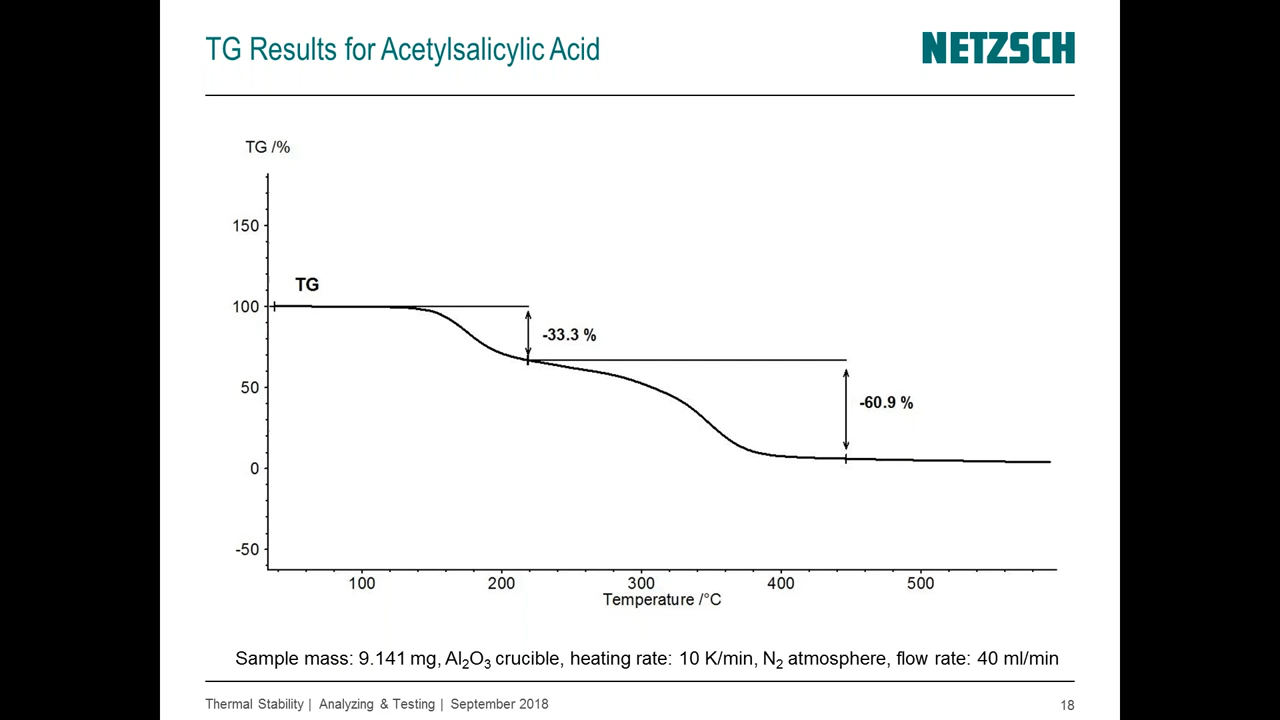 TG Results for Acetylsalicylic Acid
NETZSCH
TG /%
150
TG
100
-33.3 %
50
-60.9 %
0
-50
100 200 300 400 500
Temperature /°C
Sample mass: 9.141 mg, Al₂O₃ crucible, heating rate: 10 K/min, N₂ atmosphere, flow rate: 40 ml/min
Thermal Stability | Analyzing & Testing | September 2018
18